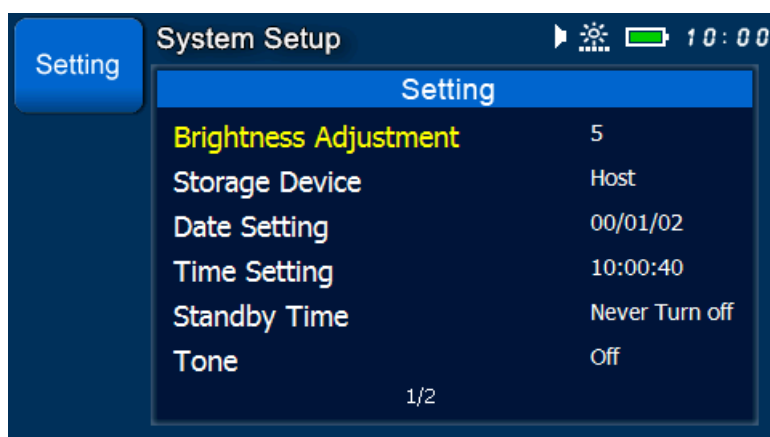 Setting
System Setup
10:00
Setting
Brightness Adjustment 5
Storage Device Host
Date Setting 00/01/02
Time Setting 10:00:40
Standby Time Never Turn off
Tone Off
1/2